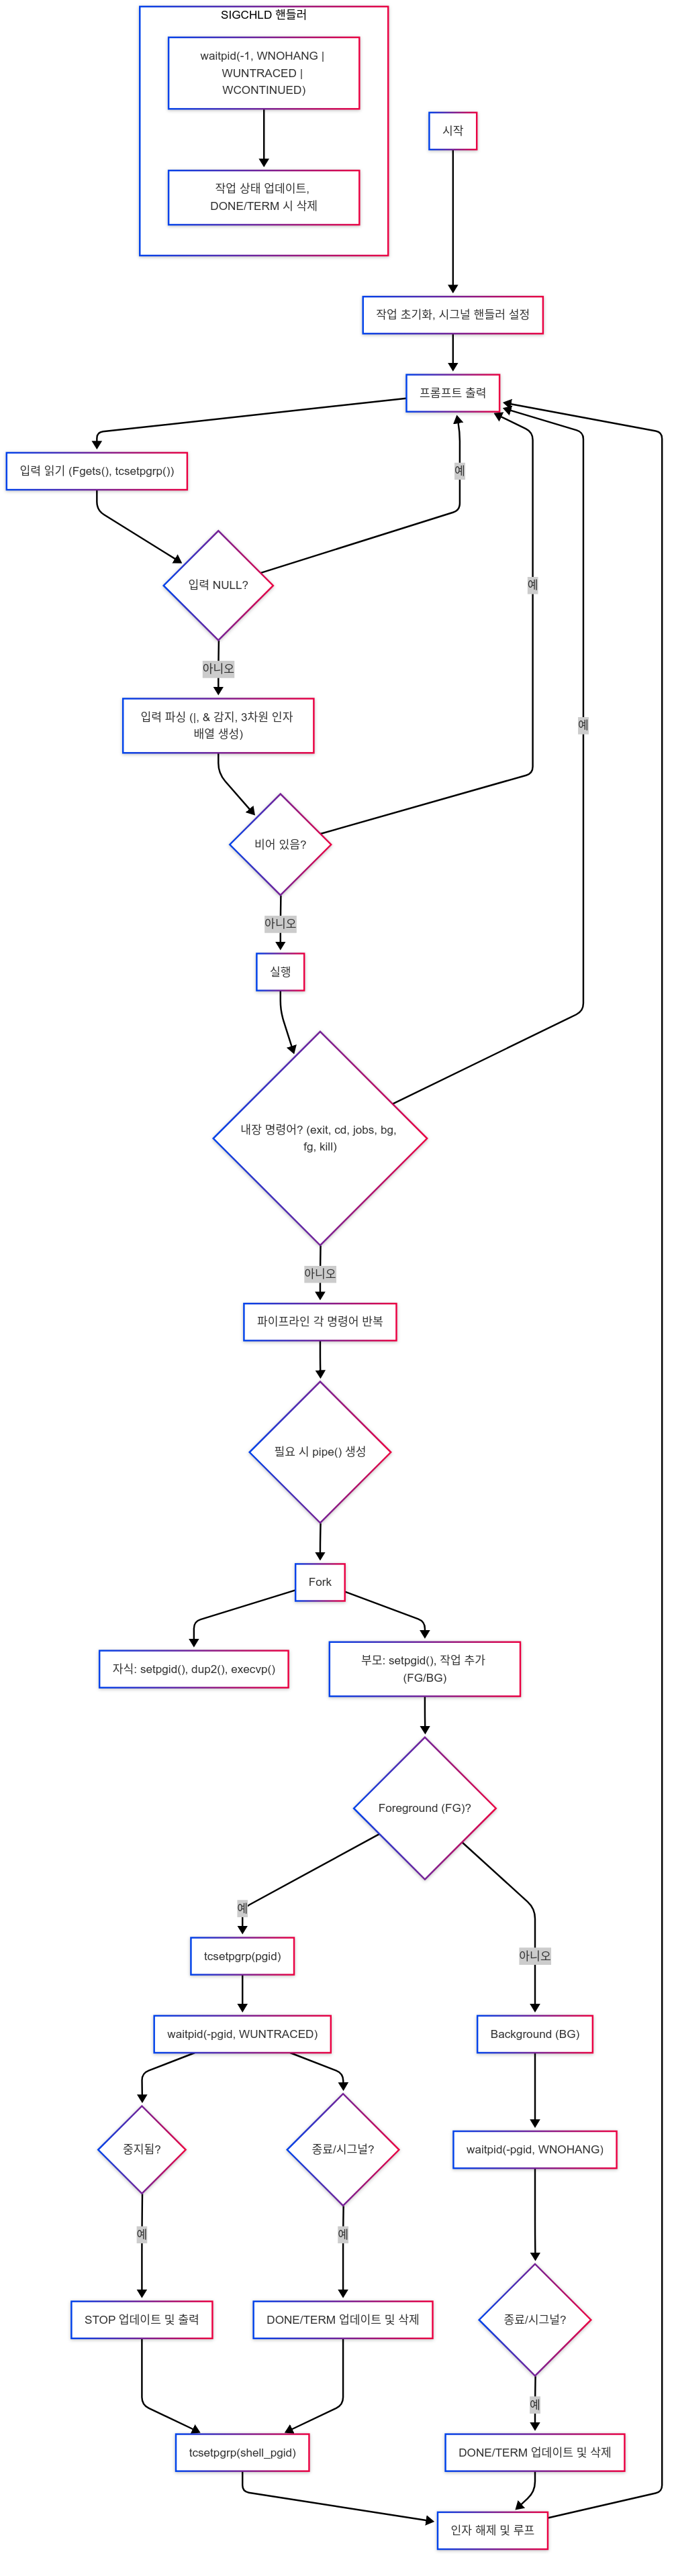 SIGCHLD 핸들러
waitpid(-1, WNOHANG |
WUNTRACED |
WCONTINUED)
작업 상태 업데이트,
DONE/TERM 시 삭제
시작
작업 초기화, 시그널 핸들러 설정
프롬프트 출력
입력 읽기 (Fgets(), tcsetpgrp())
예
입력 NULL?
예
아니오
입력 파싱 (|, & 감지, 3차원 인자
배열 생성)
예
비어 있음?
아니오
실행
내장 명령어? (exit, cd, jobs, bg,
fg, kill)
아니오
파이프라인 각 명령어 반복
필요 시 pipe() 생성
Fork
자식: setpgid(), dup2(), execvp()
부모: setpgid(), 작업 추가
(FG/BG)
Foreground (FG)?
예
아니오
tcsetpgrp(pgid)
waitpid(-pgid, WUNTRACED)
Background (BG)
중지됨?
종료/시그널?
waitpid(-pgid, WNOHANG)
예
예
STOP 업데이트 및 출력
DONE/TERM 업데이트 및 삭제
종료/시그널?
예
tcsetpgrp(shell_pgid)
DONE/TERM 업데이트 및 삭제
인자 해제 및 루프